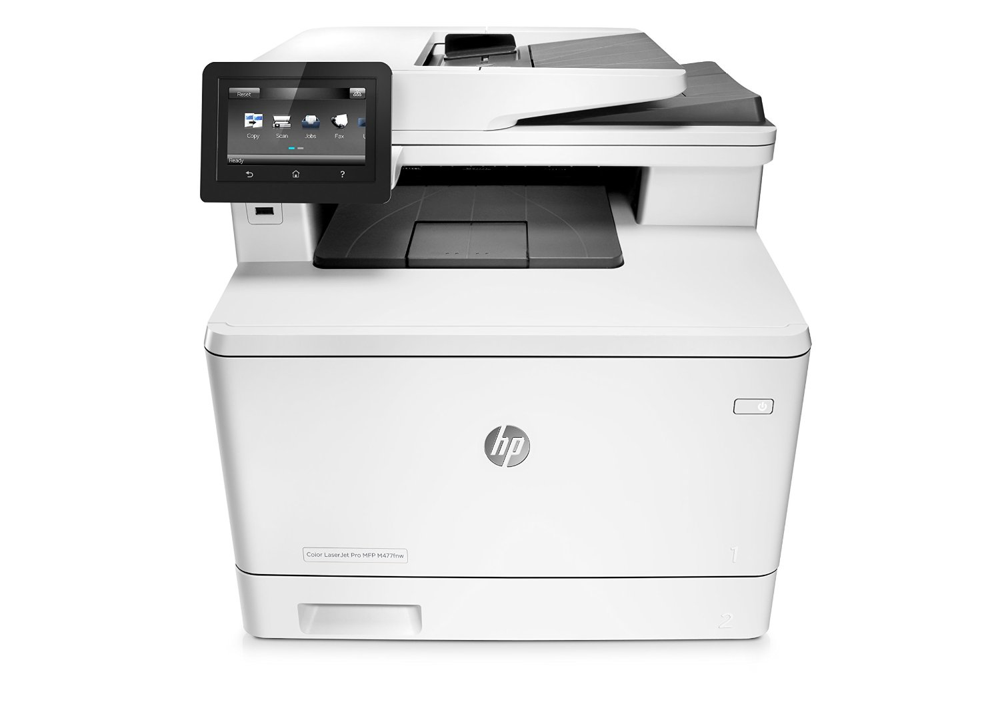 Reset
Copy Scan Jobs Fax
Ready
?
hp
Color LaserJet Pro MFP M477fnw
1
2